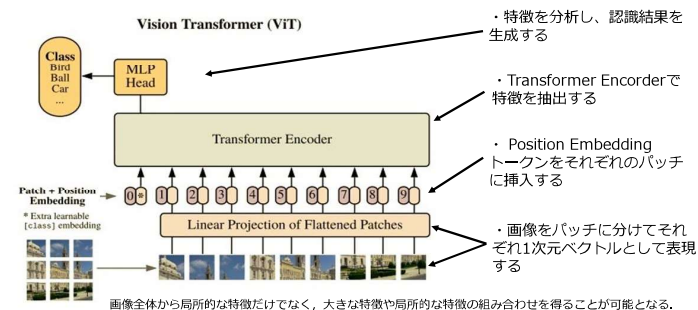 Vision Transformer (ViT)
・特徴を分析し、認識結果を
生成する
Class
Bird
Ball
Car
...
MLP
Head
・Transformer Encorderで
特徴を抽出する
Transformer Encoder
・ Position Embedding
トークンをそれぞれのパッチ
に挿入する
Patch + Position
Embedding
0 * 1 2 3 4 5 6 7 8 9
* Extra learnable
[class] embedding
Linear Projection of Flattened Patches
・画像をパッチに分けてそれ
ぞれ1次元ベクトルとして表現
する
画像全体から局所的な特徴だけでなく，大きな特徴や局所的な特徴の組み合わせを得ることが可能となる．